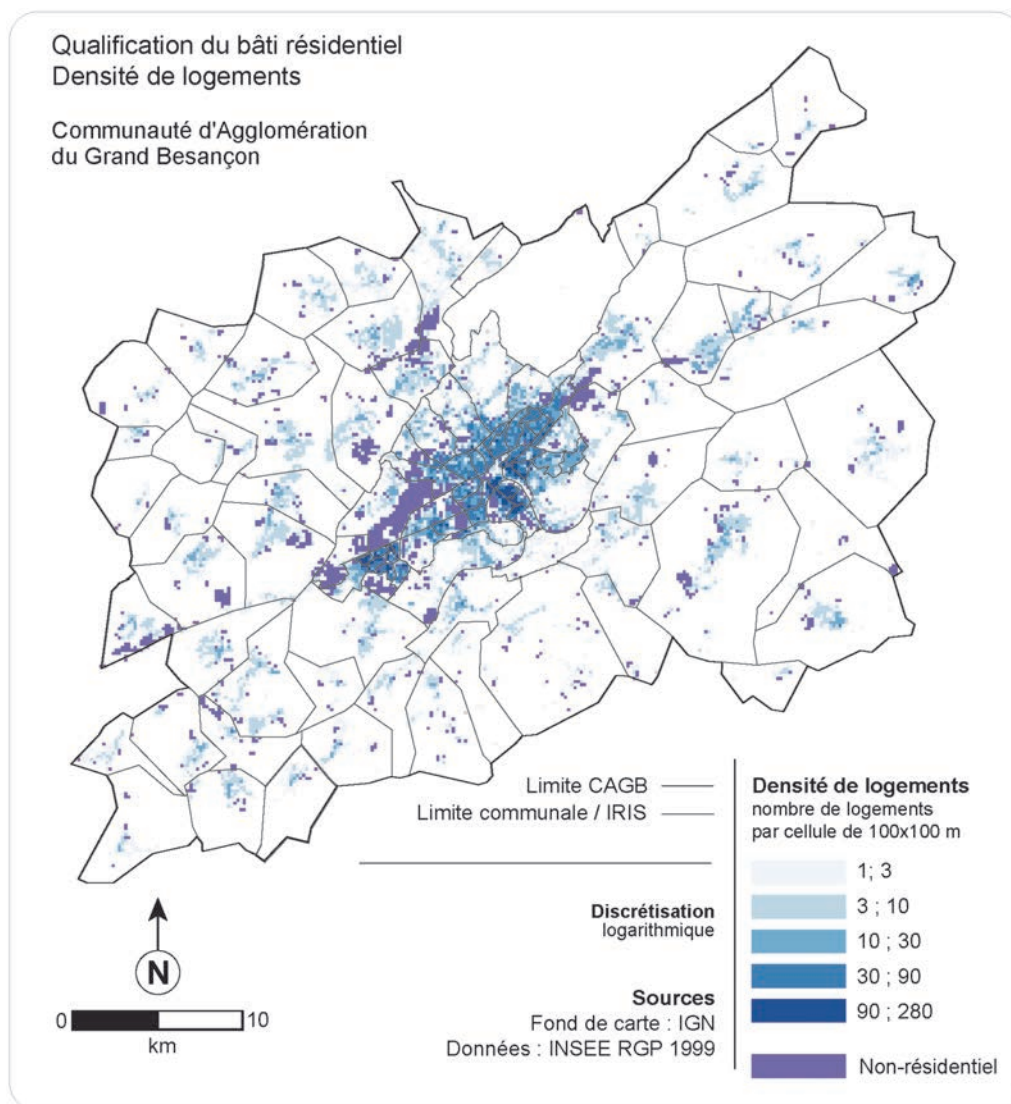 Qualification du bâti résidentiel
Densité de logements
Communauté d'Agglomération
du Grand Besançon
Limite CAGB
Limite communale / IRIS
Discrétisation
logarithmique
Sources
Fond de carte : IGN
Données : INSEE RGP 1999
Densité de logements
nombre de logements
par cellule de 100x100 m
1; 3
3 ; 10
10 ; 30
30 ; 90
90 ; 280
Non-résidentiel
N
0 10
km